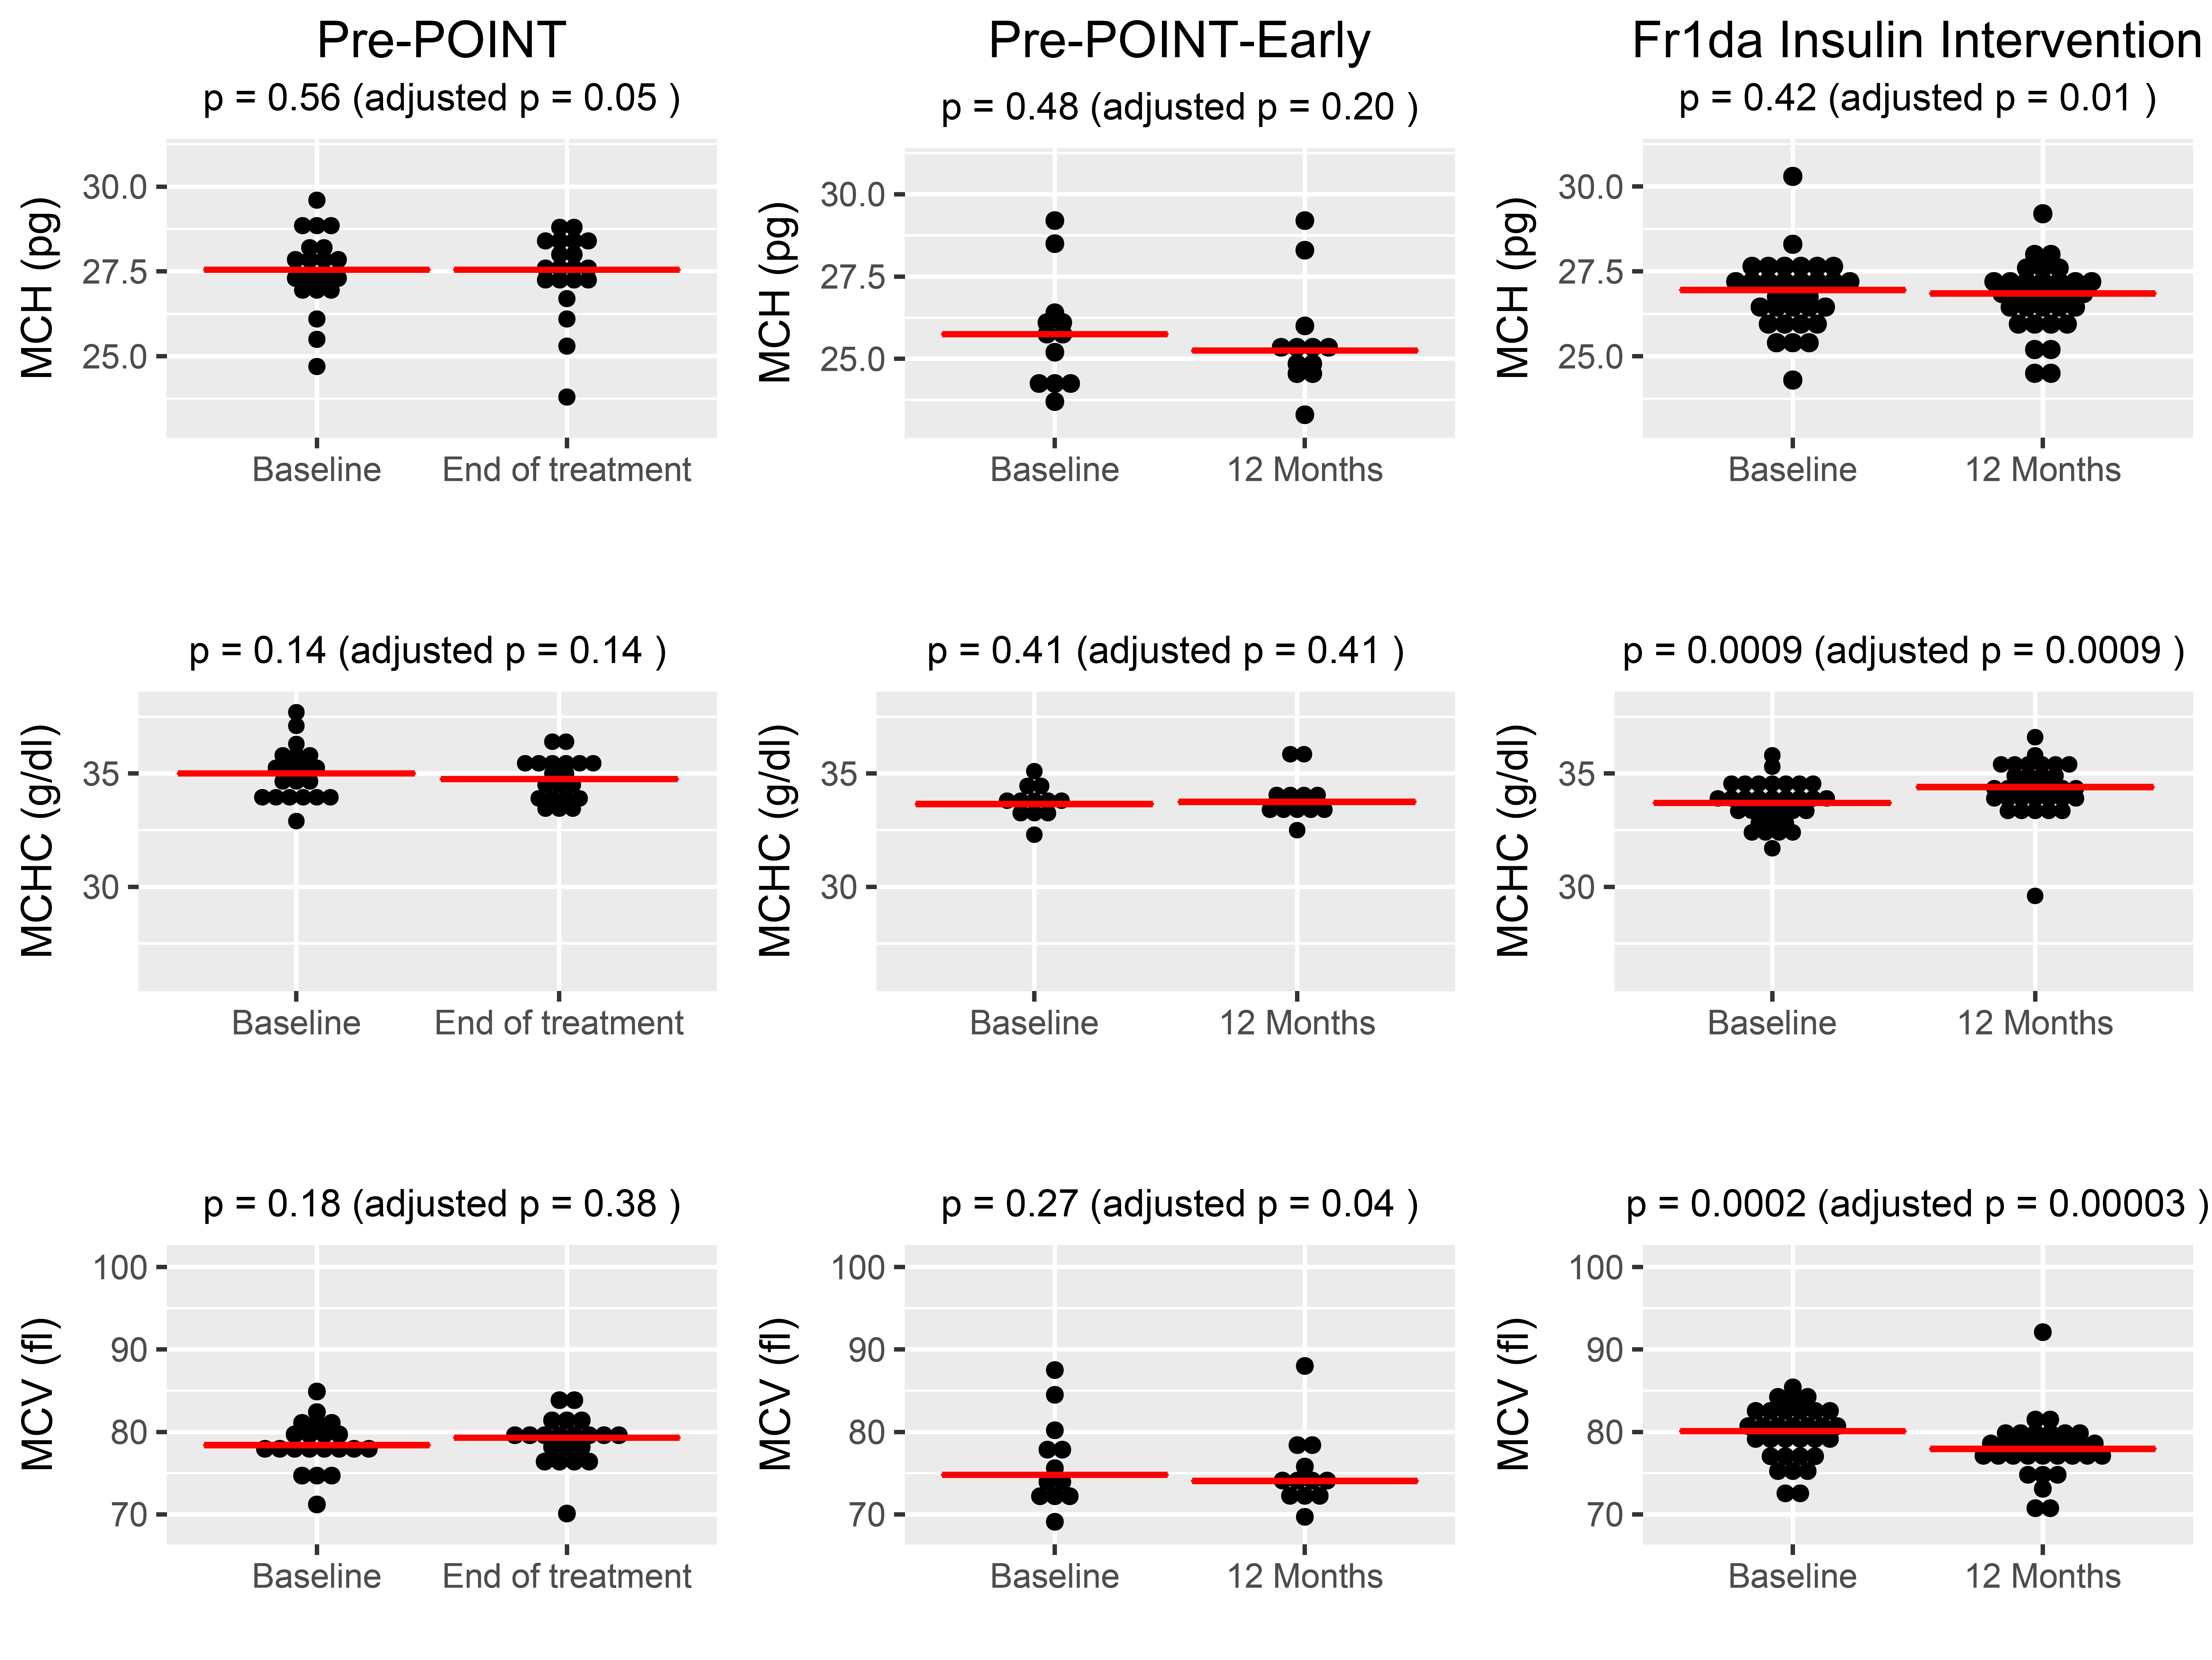 Pre-POINT
Pre-POINT-Early
Fr1da Insulin Intervention
p = 0.56 (adjusted p = 0.05 )
p = 0.48 (adjusted p = 0.20 )
p = 0.42 (adjusted p = 0.01 )
MCH (pg)
30.0
27.5
25.0
Baseline
End of treatment
MCH (pg)
30.0
27.5
25.0
Baseline
12 Months
MCH (pg)
30.0
27.5
25.0
Baseline
12 Months
p = 0.14 (adjusted p = 0.14 )
p = 0.41 (adjusted p = 0.41 )
p = 0.0009 (adjusted p = 0.0009 )
MCHC (g/dl)
35
30
Baseline
End of treatment
MCHC (g/dl)
35
30
Baseline
12 Months
MCHC (g/dl)
35
30
Baseline
12 Months
p = 0.18 (adjusted p = 0.38 )
p = 0.27 (adjusted p = 0.04 )
p = 0.0002 (adjusted p = 0.00003 )
MCV (fl)
100
90
80
70
Baseline
End of treatment
MCV (fl)
100
90
80
70
Baseline
12 Months
MCV (fl)
100
90
80
70
Baseline
12 Months